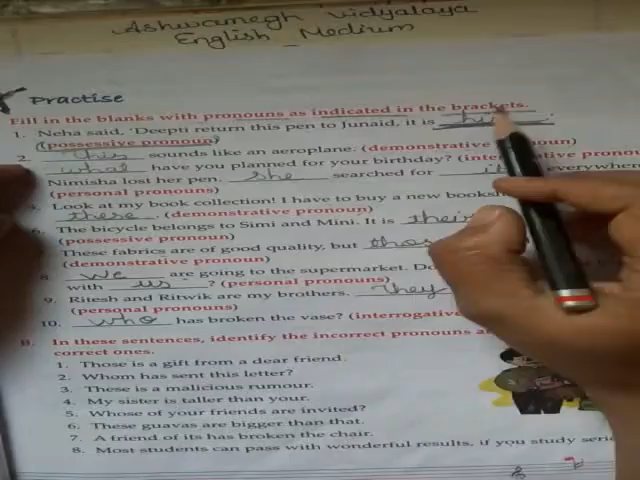 Ashwamegh Vidyalaya
English Medium
Practise
Fill in the blanks with pronouns as indicated in the brackets.
1. Neha said, 'Deepti return this pen to Junaid, it is
(possessive pronoun)
2. this sounds like an aeroplane. (demonstrative pronoun)
what have you planned for your birthday? (interrogative pronoun
Nimisha lost her pen. she searched for it everywhere
(personal pronouns)
Look at my book collection! I have to buy a new
these. (demonstrative pronoun)
6. The bicycle belongs to Simi and Mini. It is
(possessive pronoun)
These fabrics are of good quality, but
(demonstrative pronoun)
8. We are going to the supermarket.
with us? (personal pronouns)
9. Ritesh and Ritwik are my brothers. they
(personal pronouns)
10. who has broken the vase? (interrogative
B. In these sentences, identify the incorrect pronouns
correct ones.
1. Those is a gift from a dear friend.
2. Whom has sent this letter?
3. These is a malicious rumour.
4. My sister is taller than your.
5. Whose of your friends are invited?
6. These guavas are bigger than that.
7. A friend of its has broken the chair.
8. Most students can pass with wonderful results, if you study